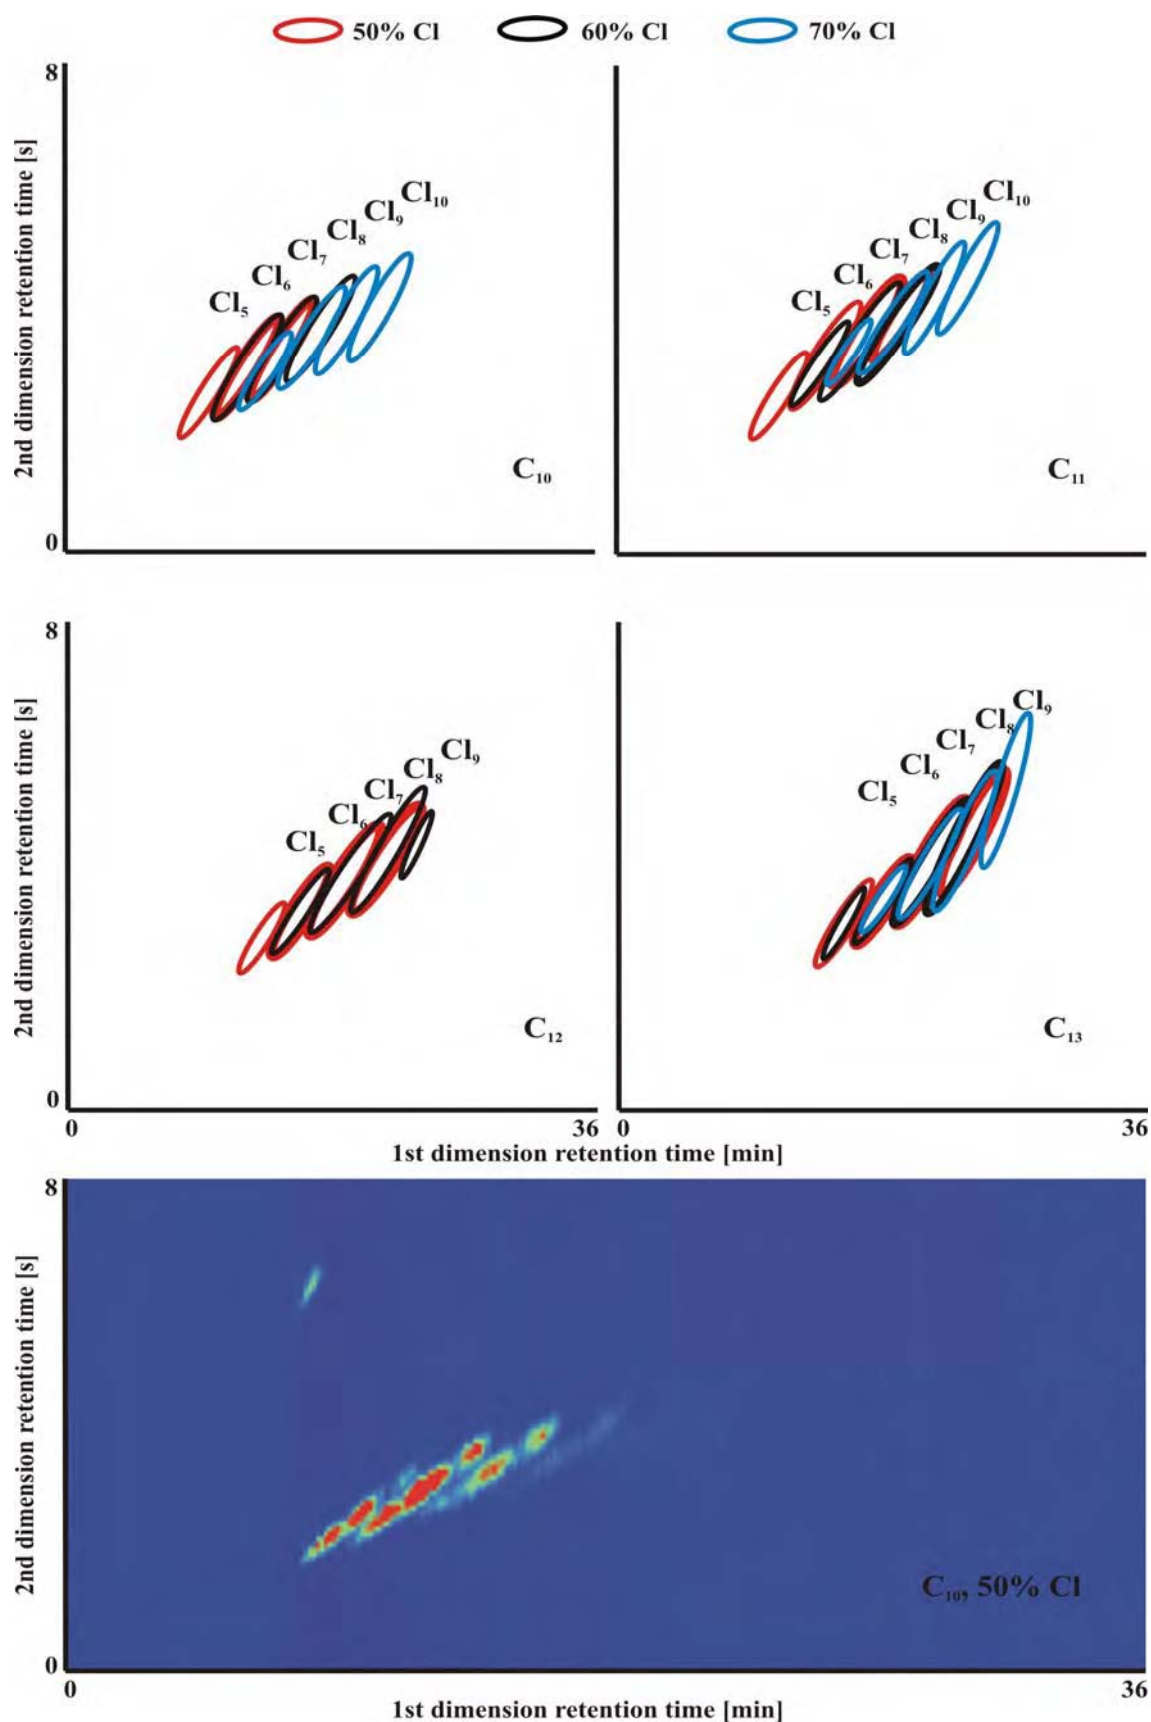 50% Cl 60% Cl 70% Cl
8
2nd dimension retention time [s]
Cl₅ Cl₆ Cl₇ Cl₈ Cl₉ Cl₁₀
C₁₀
0
Cl₅ Cl₆ Cl₇ Cl₈ Cl₉ Cl₁₀
C₁₁
8
2nd dimension retention time [s]
Cl₅ Cl₆ Cl₇ Cl₈ Cl₉
C₁₂
0
0 36
Cl₅ Cl₆ Cl₇ Cl₈ Cl₉
C₁₃
0 36
1st dimension retention time [min]
8
2nd dimension retention time [s]
C₁₀, 50% Cl
0
0 36
1st dimension retention time [min]